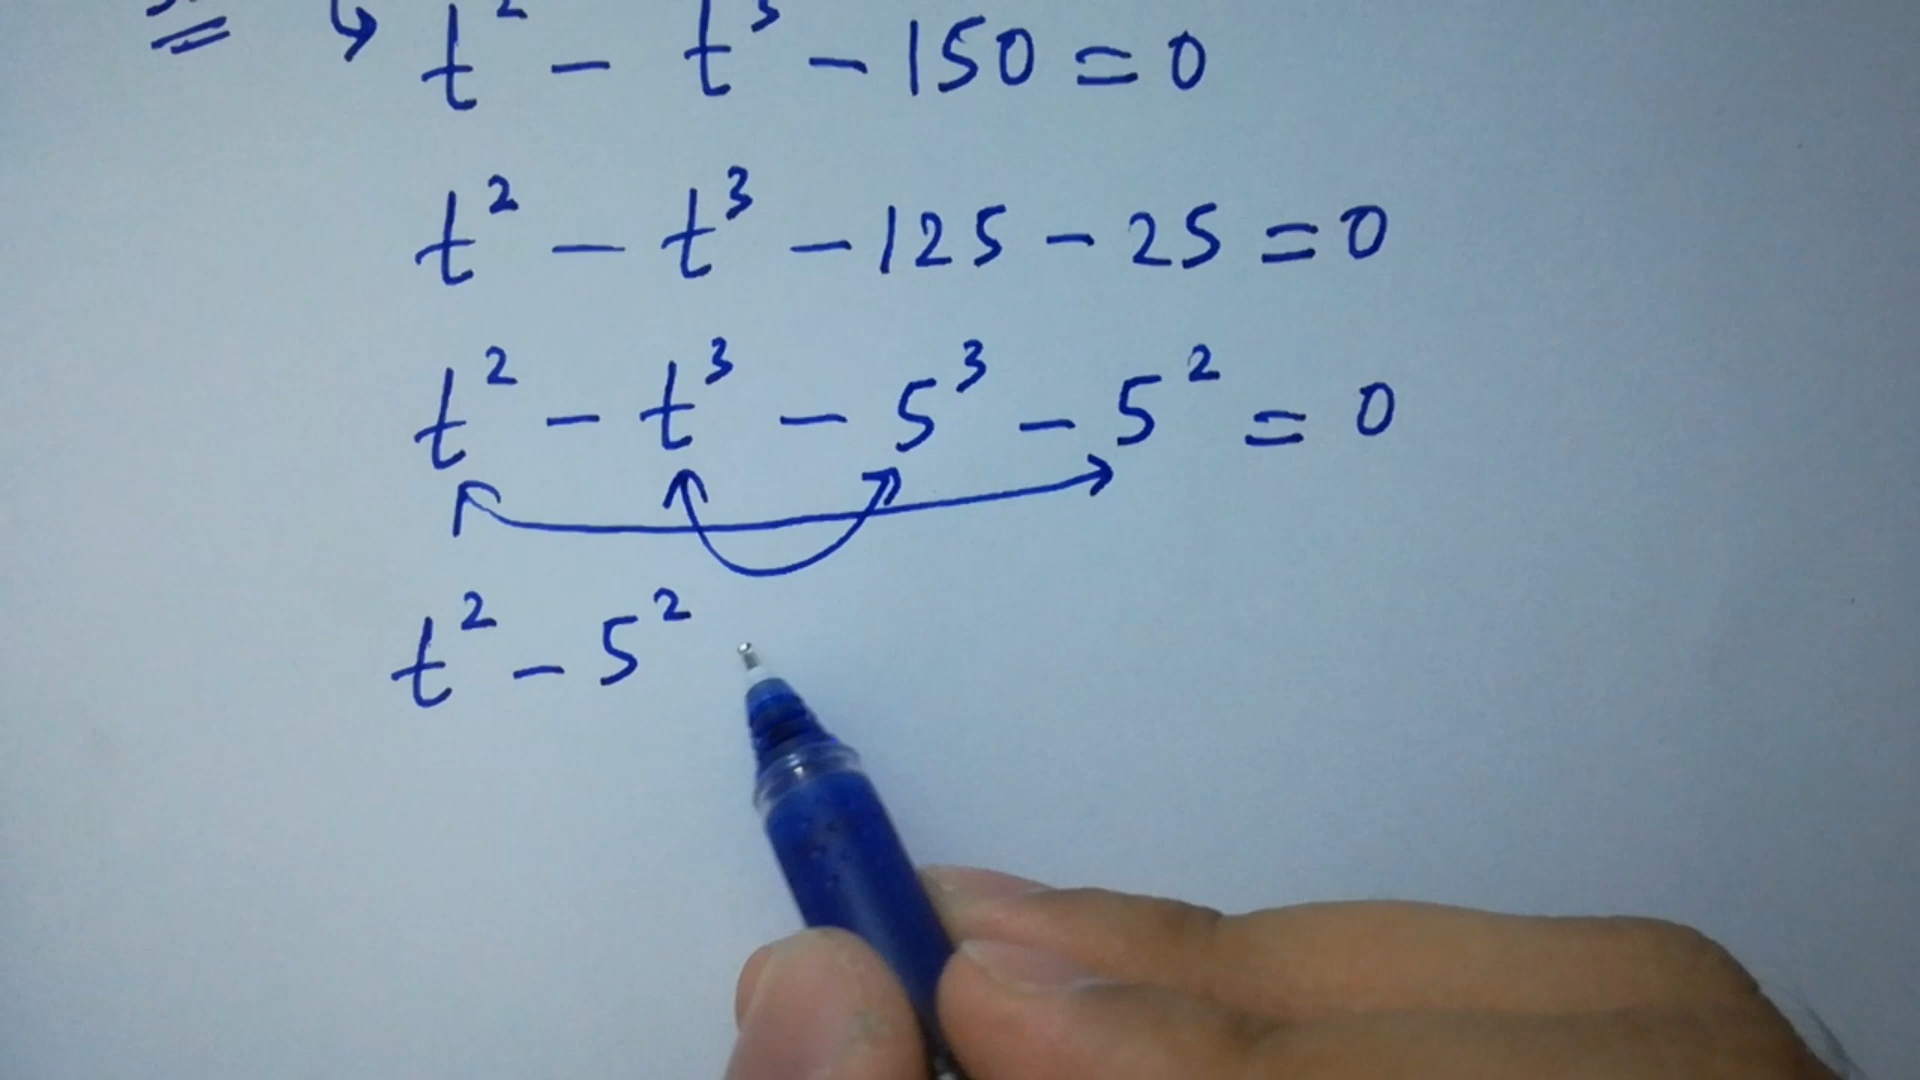 t² - t³ - 150 = 0
t² - t³ - 125 - 25 = 0
t² - t³ - 5³ - 5² = 0
t² - 5²